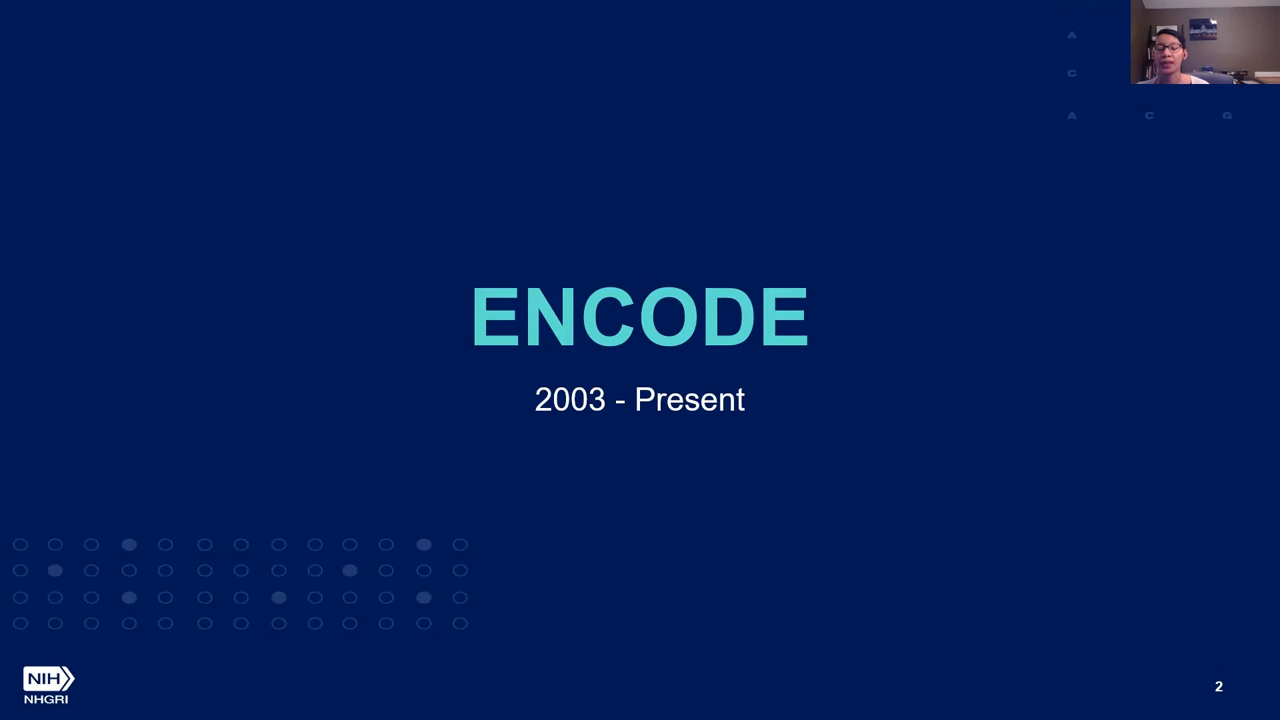 A
C
A C G
ENCODE
2003 - Present
NIH
NHGRI
2